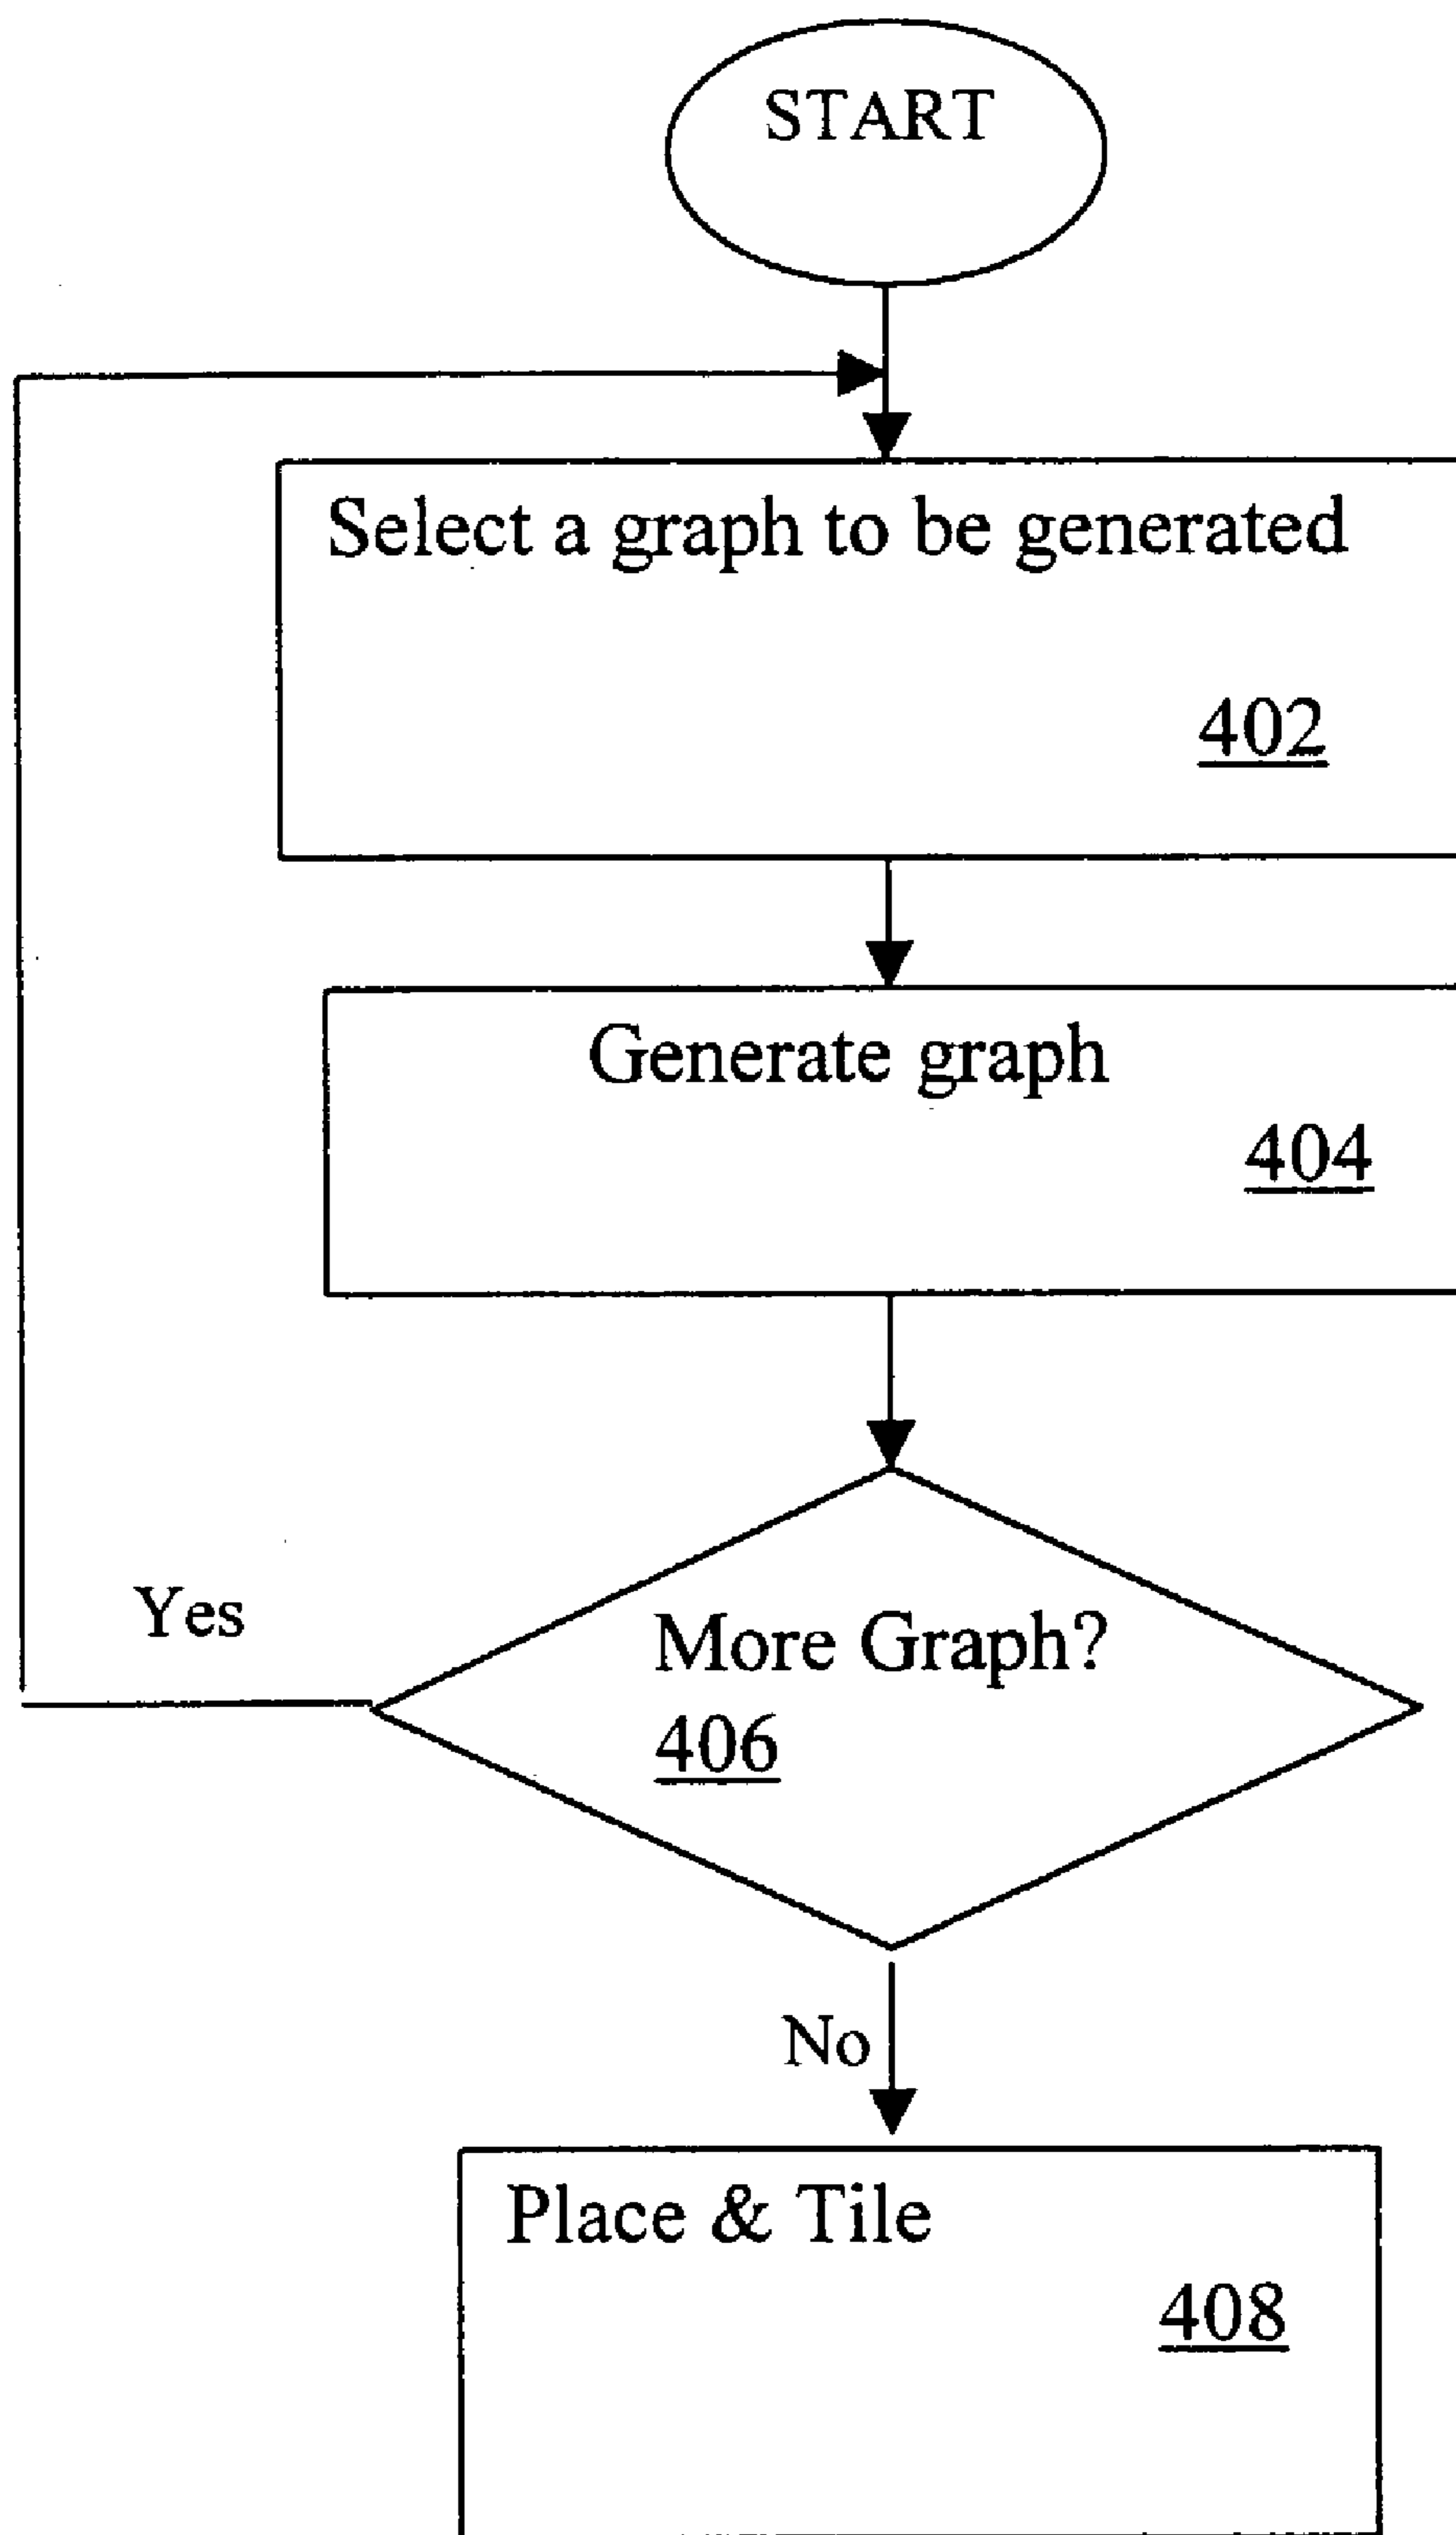 START
Select a graph to be generated
402
Generate graph
404
Yes
More Graph?
406
No
Place & Tile
408